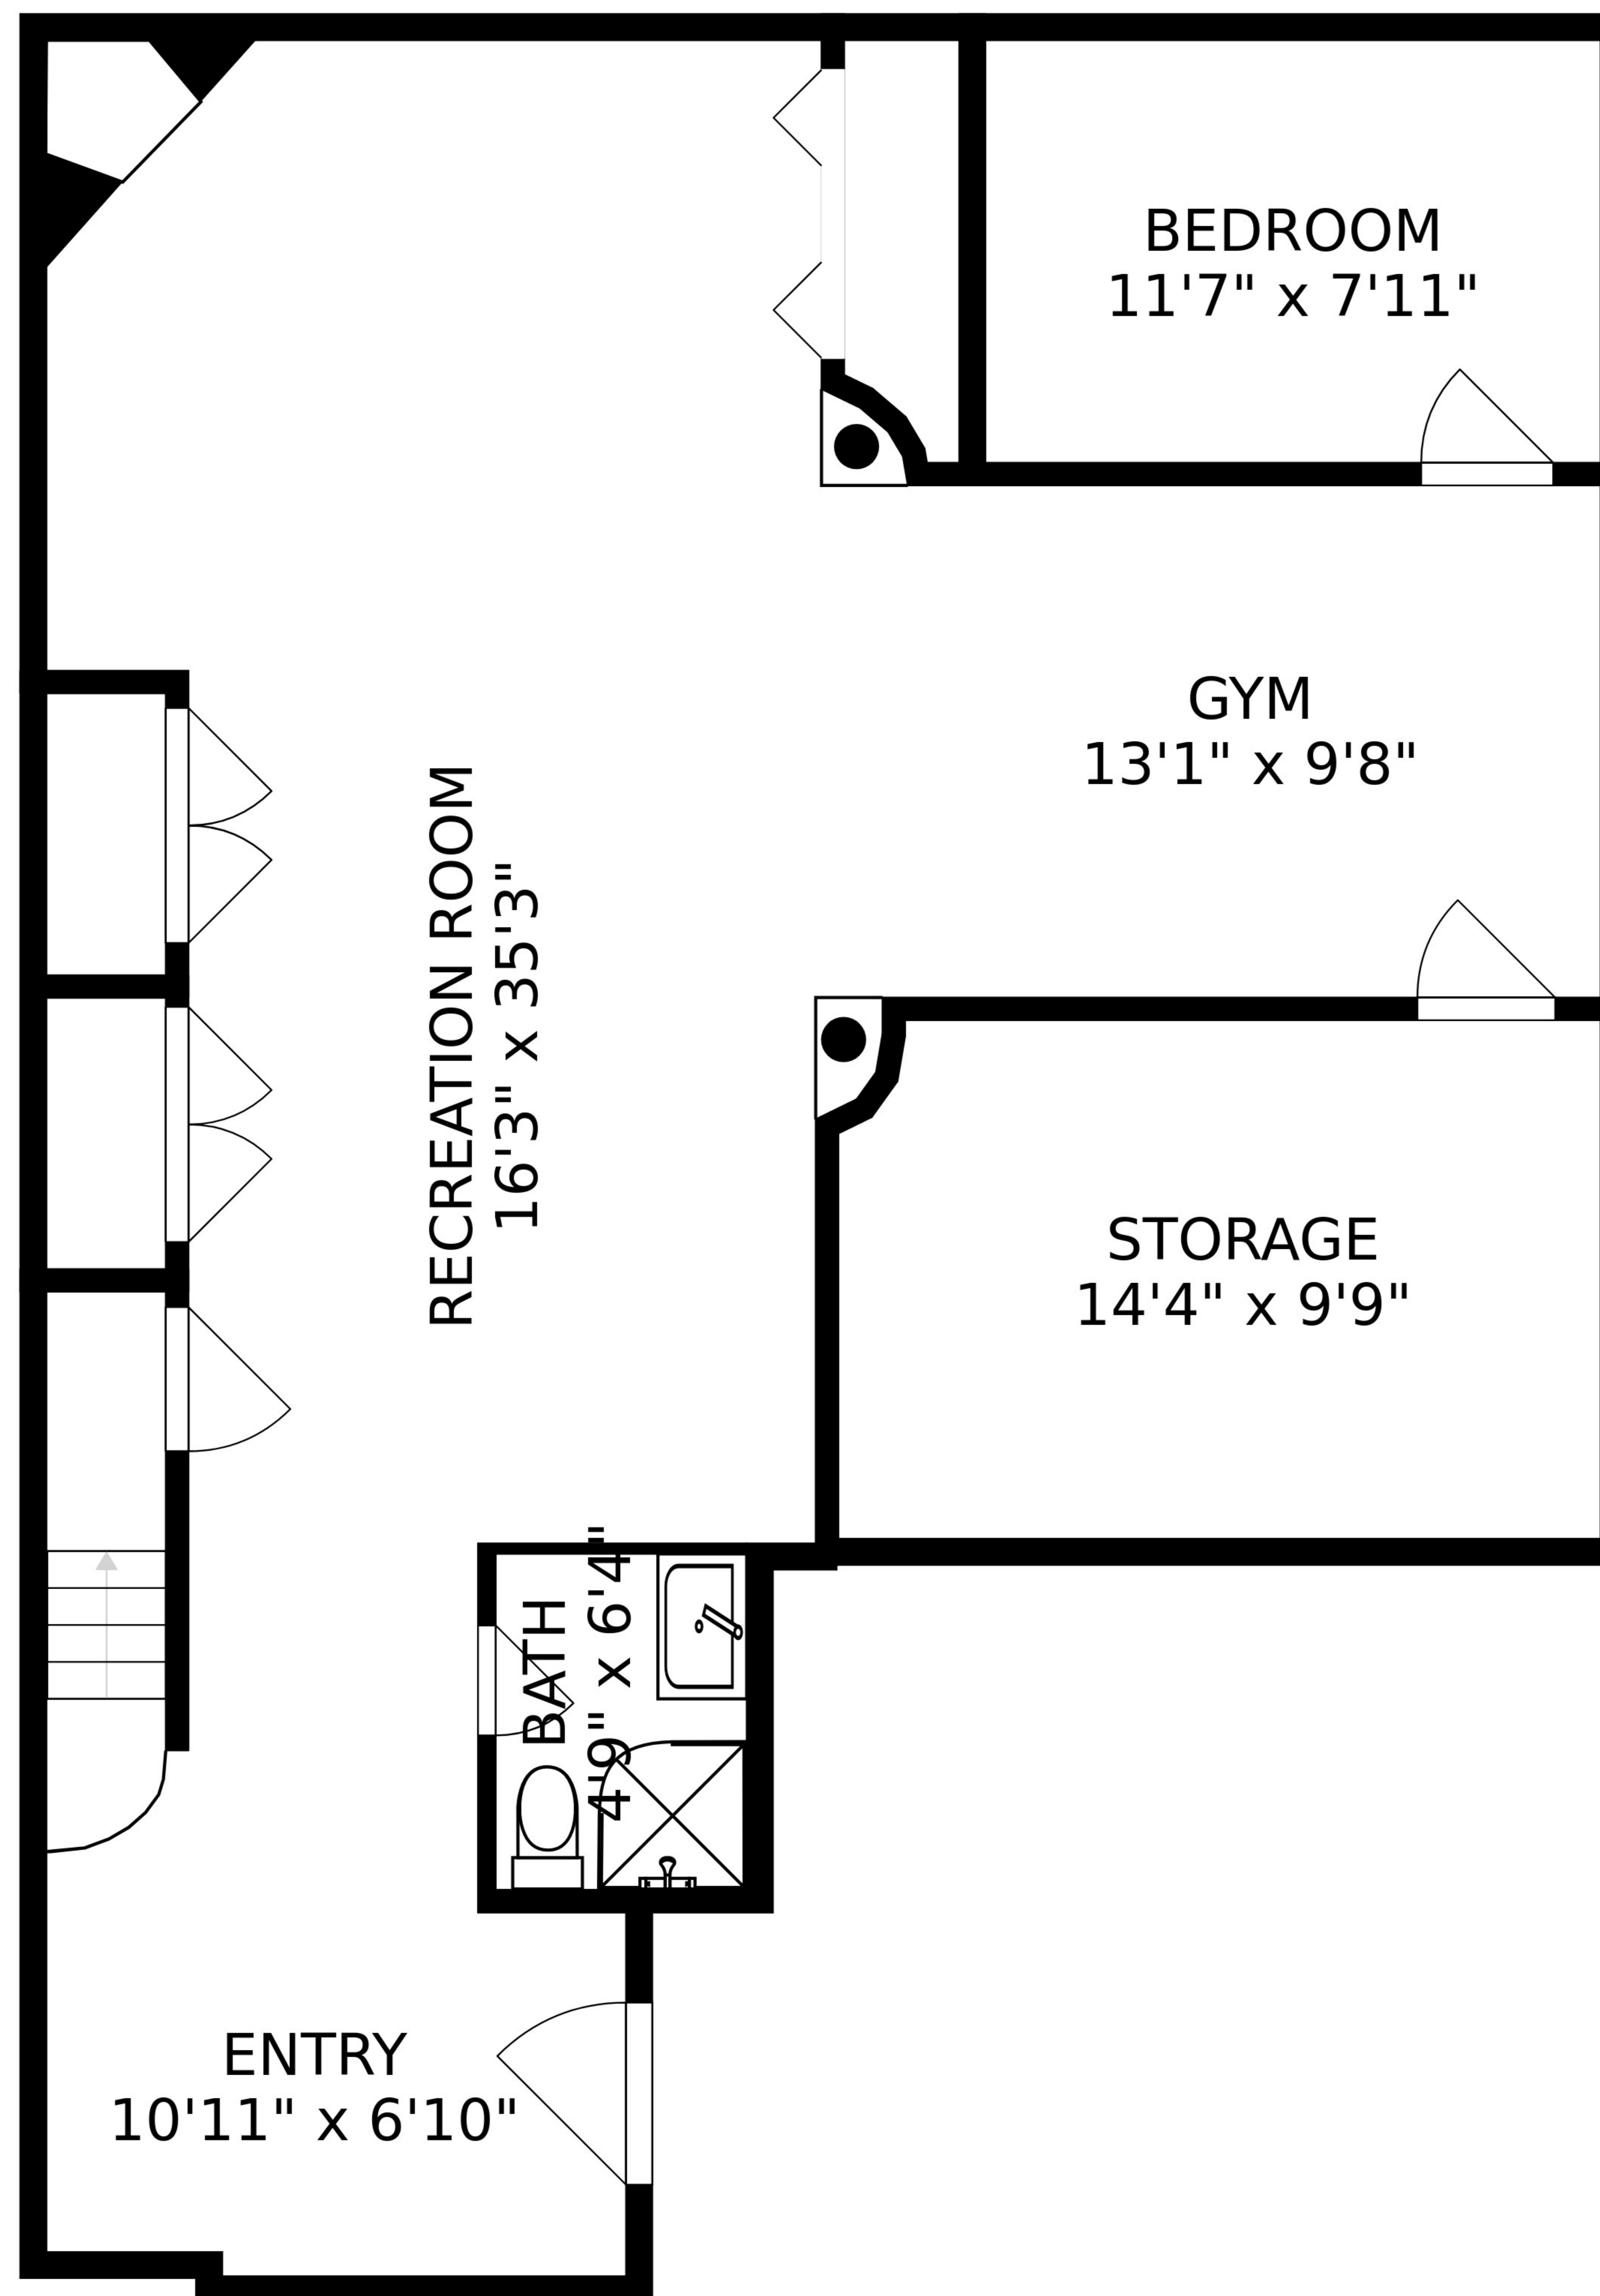 BEDROOM
11'7" x 7'11"
GYM
13'1" x 9'8"
RECREATION ROOM
16'3" x 35'3"
STORAGE
14'4" x 9'9"
BATH
4'9" x 6'4"
ENTRY
10'11" x 6'10"